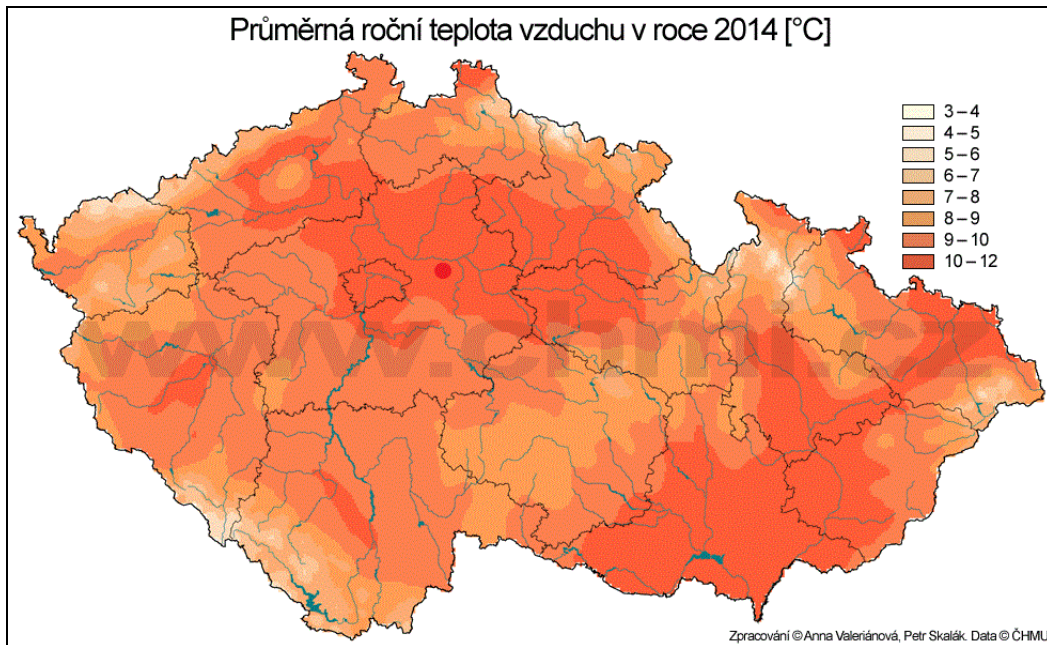 Průměrná roční teplota vzduchu v roce 2014 [°C]
3 – 4
4 – 5
5 – 6
6 – 7
7 – 8
8 – 9
9 – 10
10 – 12
www.chmi.cz
Zpracování © Anna Valeriánová, Petr Skalák. Data © ČHMÚ